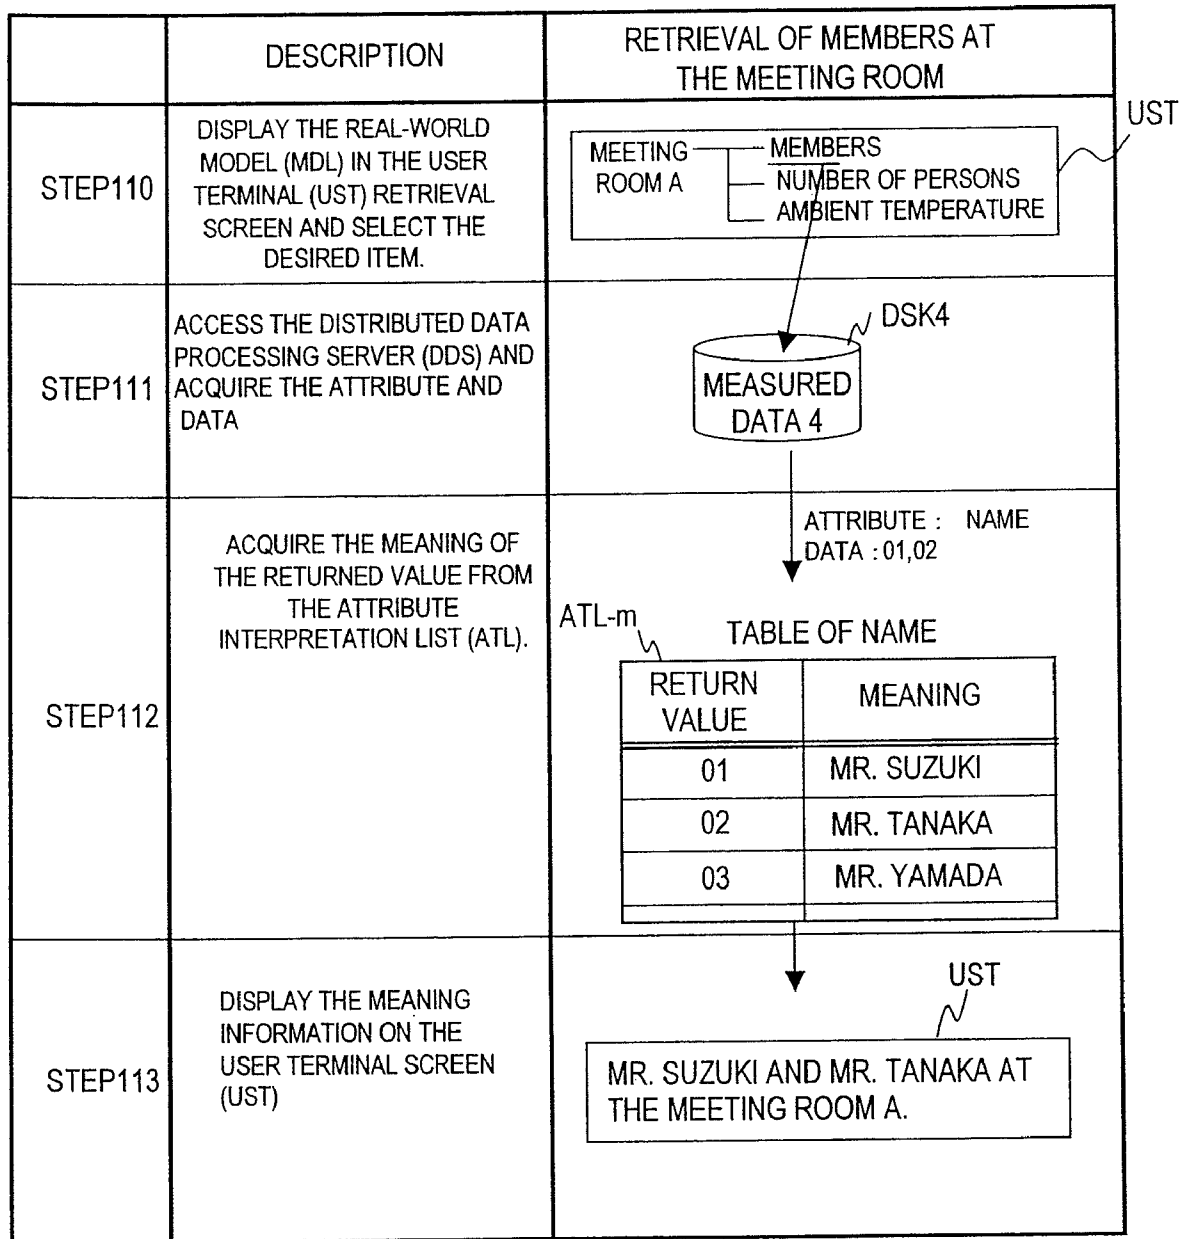 DESCRIPTION
RETRIEVAL OF MEMBERS AT
THE MEETING ROOM
STEP110
DISPLAY THE REAL-WORLD
MODEL (MDL) IN THE USER
TERMINAL (UST) RETRIEVAL
SCREEN AND SELECT THE
DESIRED ITEM.
UST
MEETING
ROOM A
MEMBERS
NUMBER OF PERSONS
AMBIENT TEMPERATURE
STEP111
ACCESS THE DISTRIBUTED DATA
PROCESSING SERVER (DDS) AND
ACQUIRE THE ATTRIBUTE AND
DATA
DSK4
MEASURED
DATA 4
STEP112
ACQUIRE THE MEANING OF
THE RETURNED VALUE FROM
THE ATTRIBUTE
INTERPRETATION LIST (ATL).
ATTRIBUTE : NAME
DATA :01,02
ATL-m
TABLE OF NAME
RETURN
VALUE
MEANING
01 MR. SUZUKI
02 MR. TANAKA
03 MR. YAMADA
STEP113
DISPLAY THE MEANING
INFORMATION ON THE
USER TERMINAL SCREEN
(UST)
UST
MR. SUZUKI AND MR. TANAKA AT
THE MEETING ROOM A.